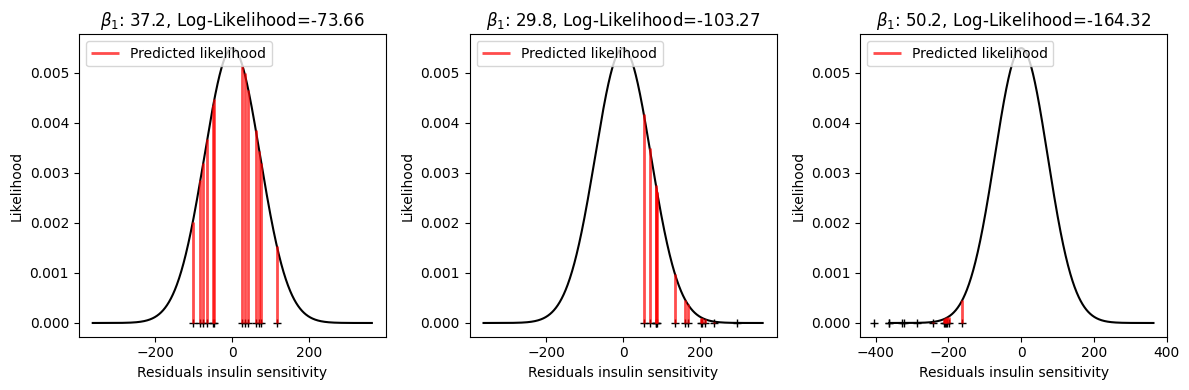 β₁: 37.2, Log-Likelihood=-73.66
Predicted likelihood
0.005
0.004
0.003
0.002
0.001
0.000
Likelihood
−200 0 200
Residuals insulin sensitivity
β₁: 29.8, Log-Likelihood=-103.27
Predicted likelihood
0.005
0.004
0.003
0.002
0.001
0.000
Likelihood
−200 0 200
Residuals insulin sensitivity
β₁: 50.2, Log-Likelihood=-164.32
Predicted likelihood
0.005
0.004
0.003
0.002
0.001
0.000
Likelihood
−400 −200 0 200 400
Residuals insulin sensitivity